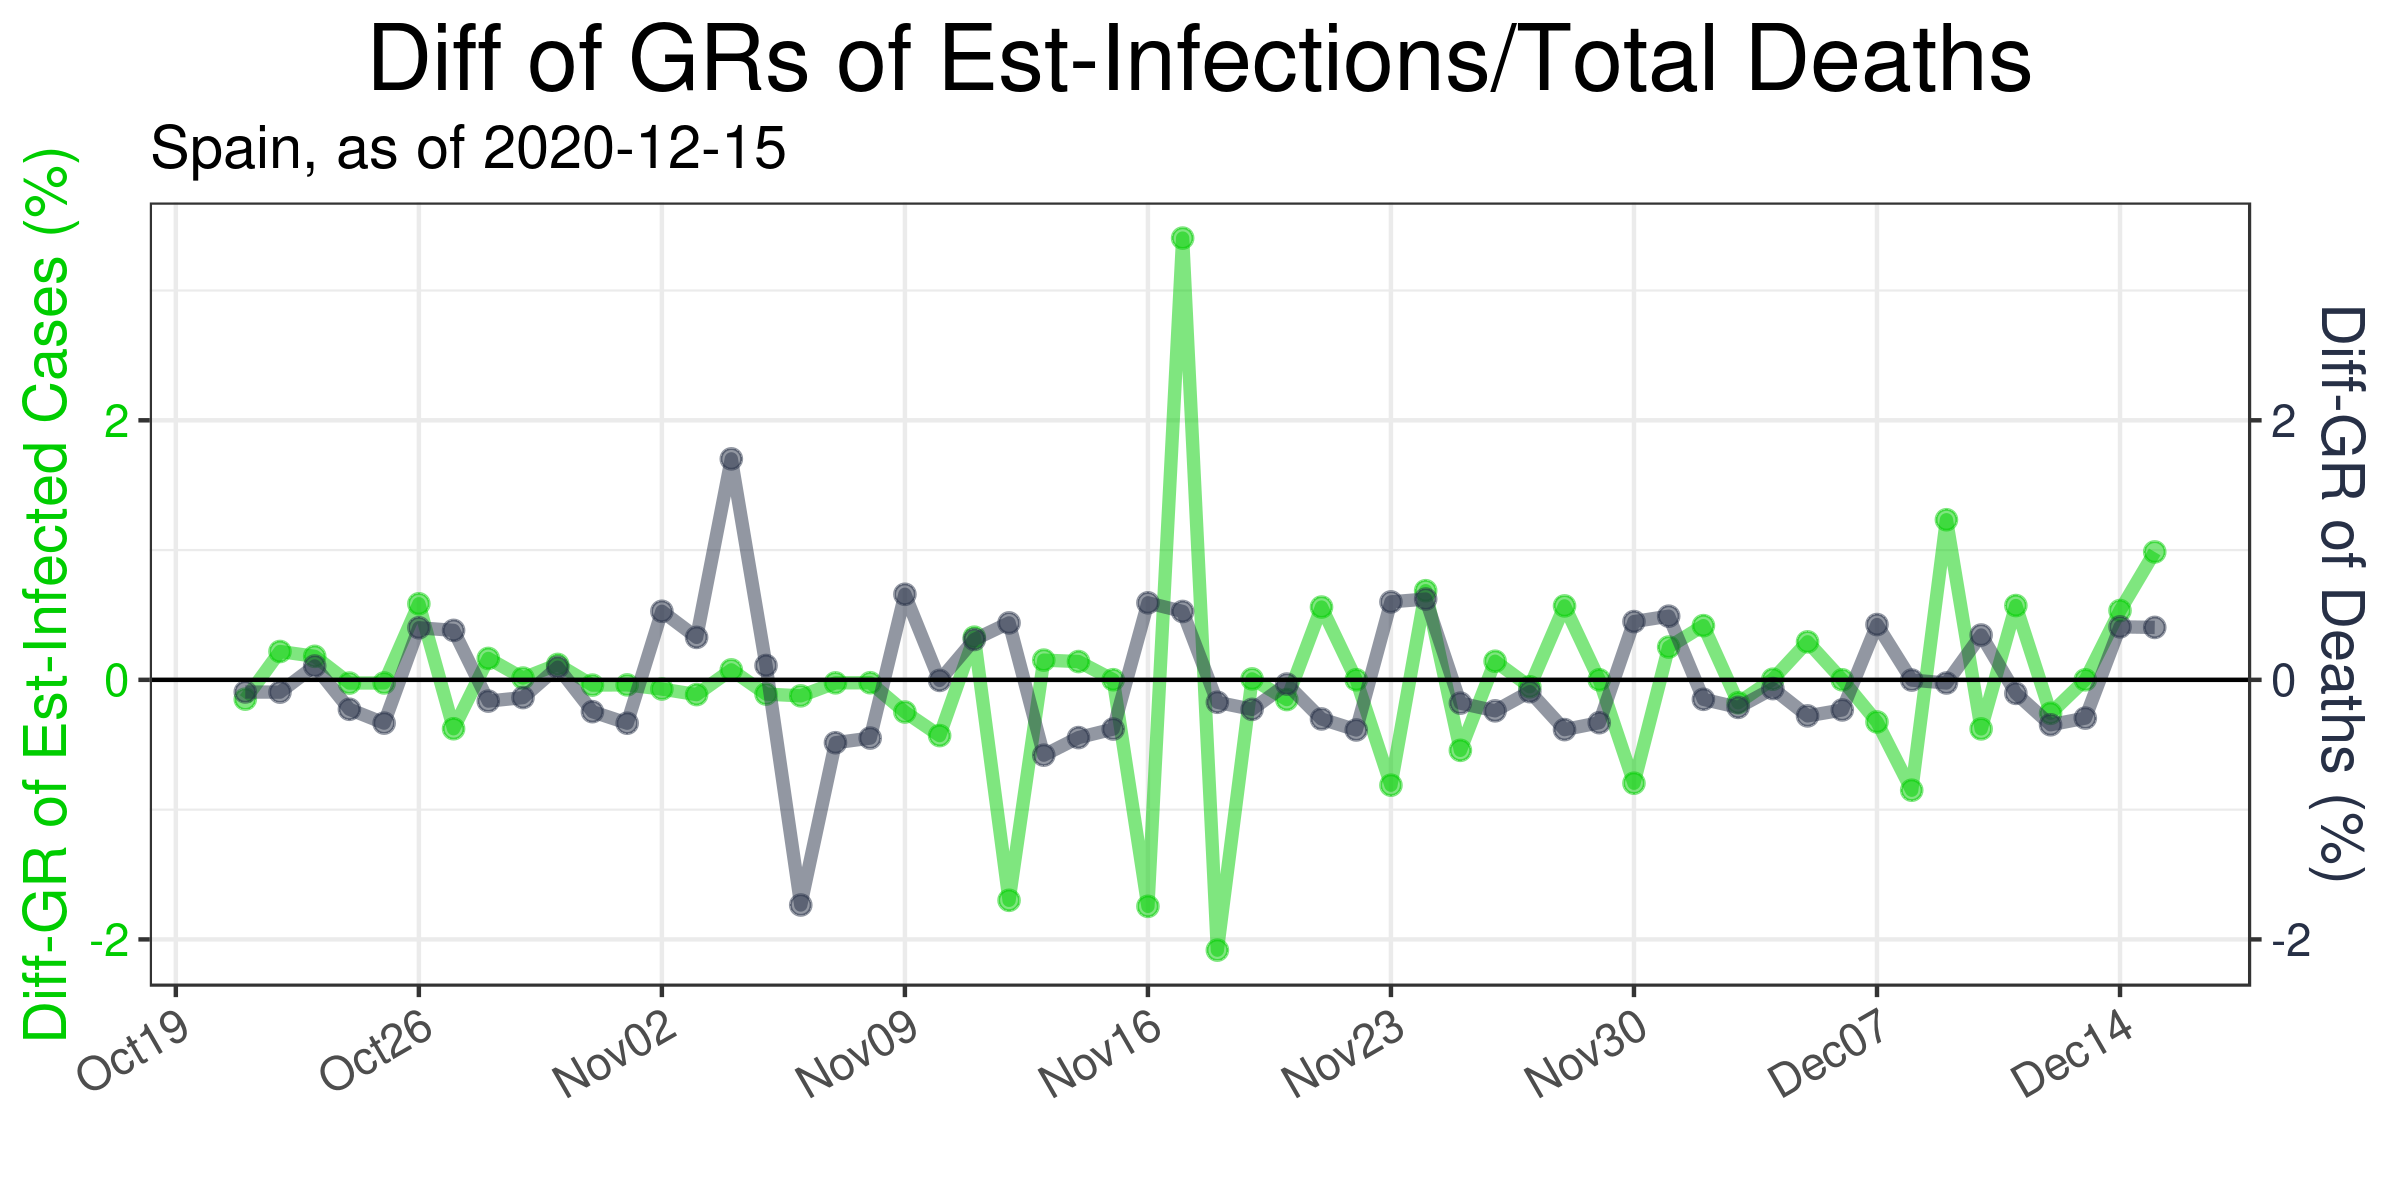 Diff of GRs of Est-Infections/Total Deaths
Spain, as of 2020-12-15
Diff-GR of Est-Infected Cases (%)
2
0
-2
2
0
-2
Diff-GR of Deaths (%)
Oct19
Oct26
Nov02
Nov09
Nov16
Nov23
Nov30
Dec07
Dec14